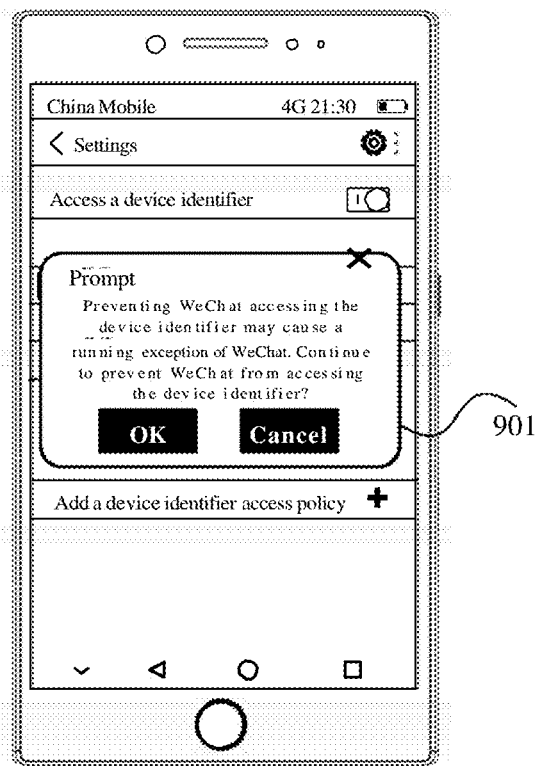 China Mobile 4G 21:30
Settings
Access a device identifier
Prompt
Preventing WeChat accessing the
device identifier may cause a
running exception of WeChat. Continue
to prevent WeChat from accessing
the device identifier?
OK Cancel
901
Add a device identifier access policy +